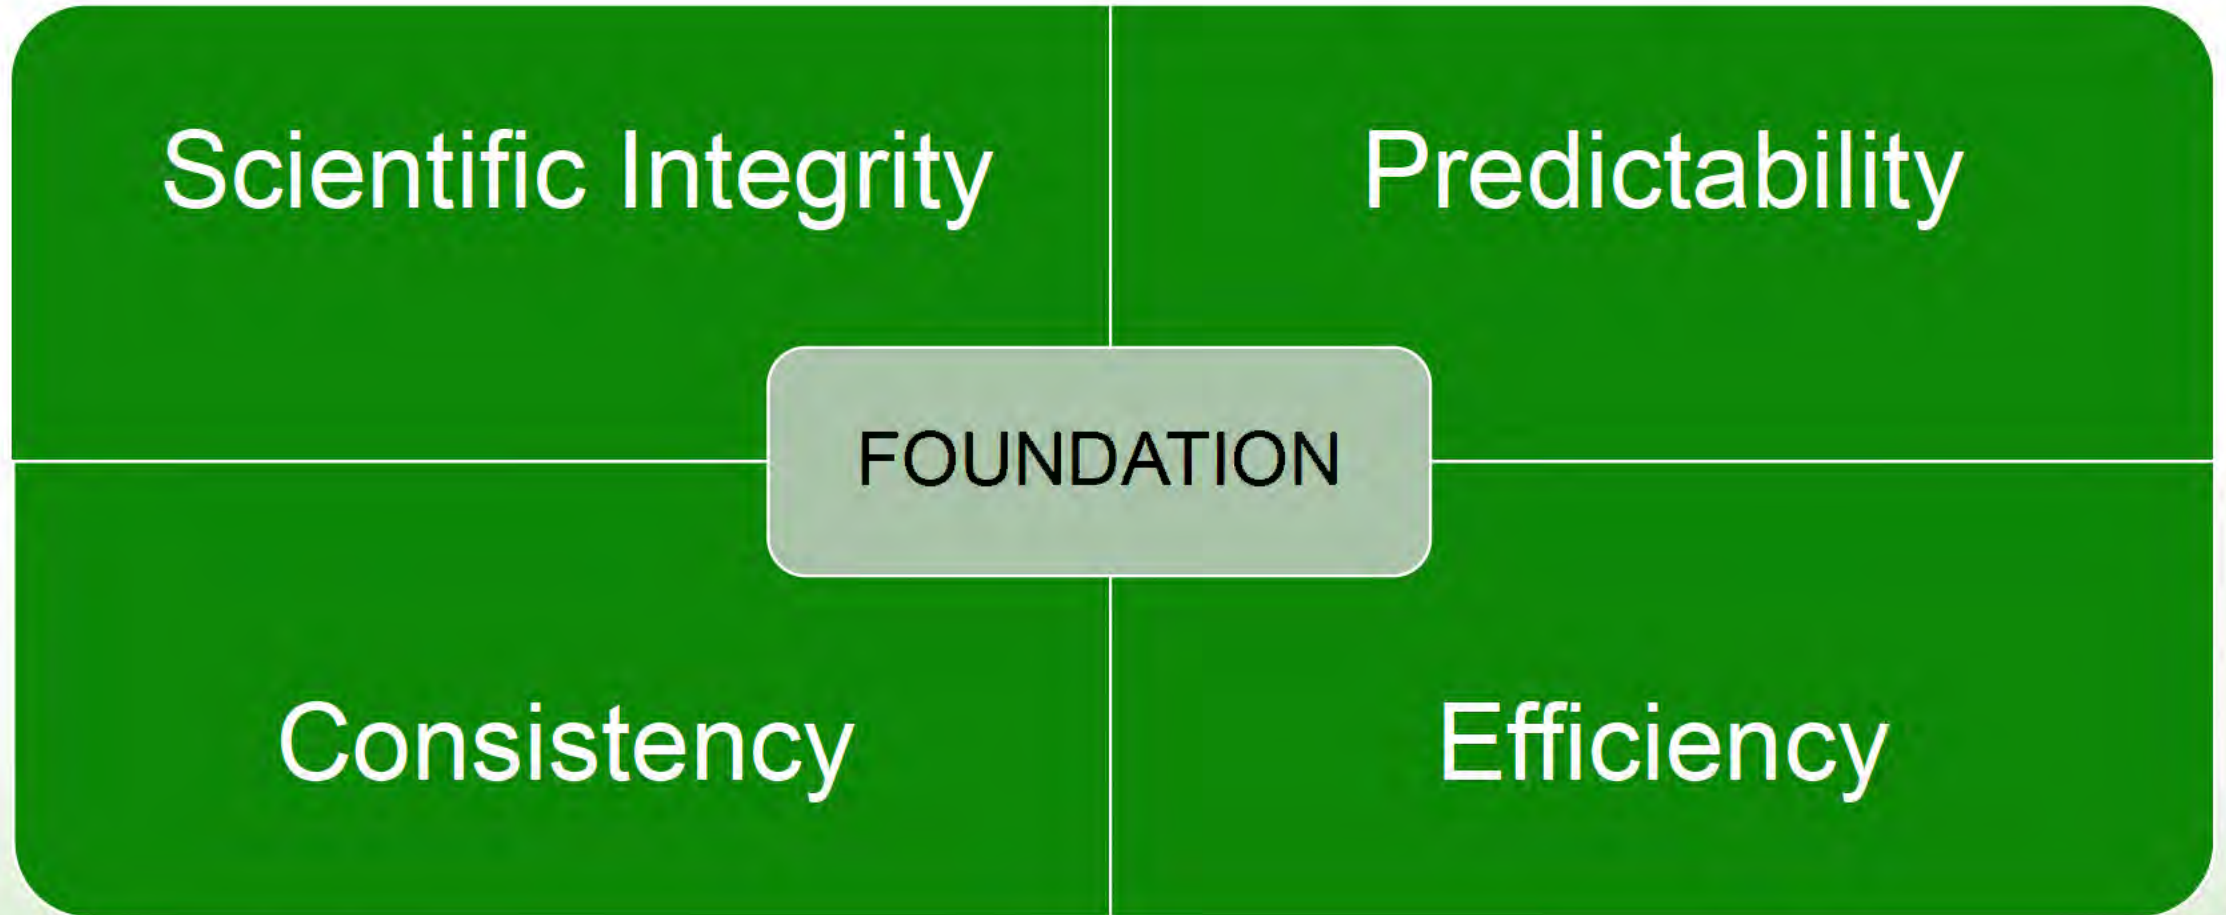 Scientific Integrity
Predictability
FOUNDATION
Consistency
Efficiency